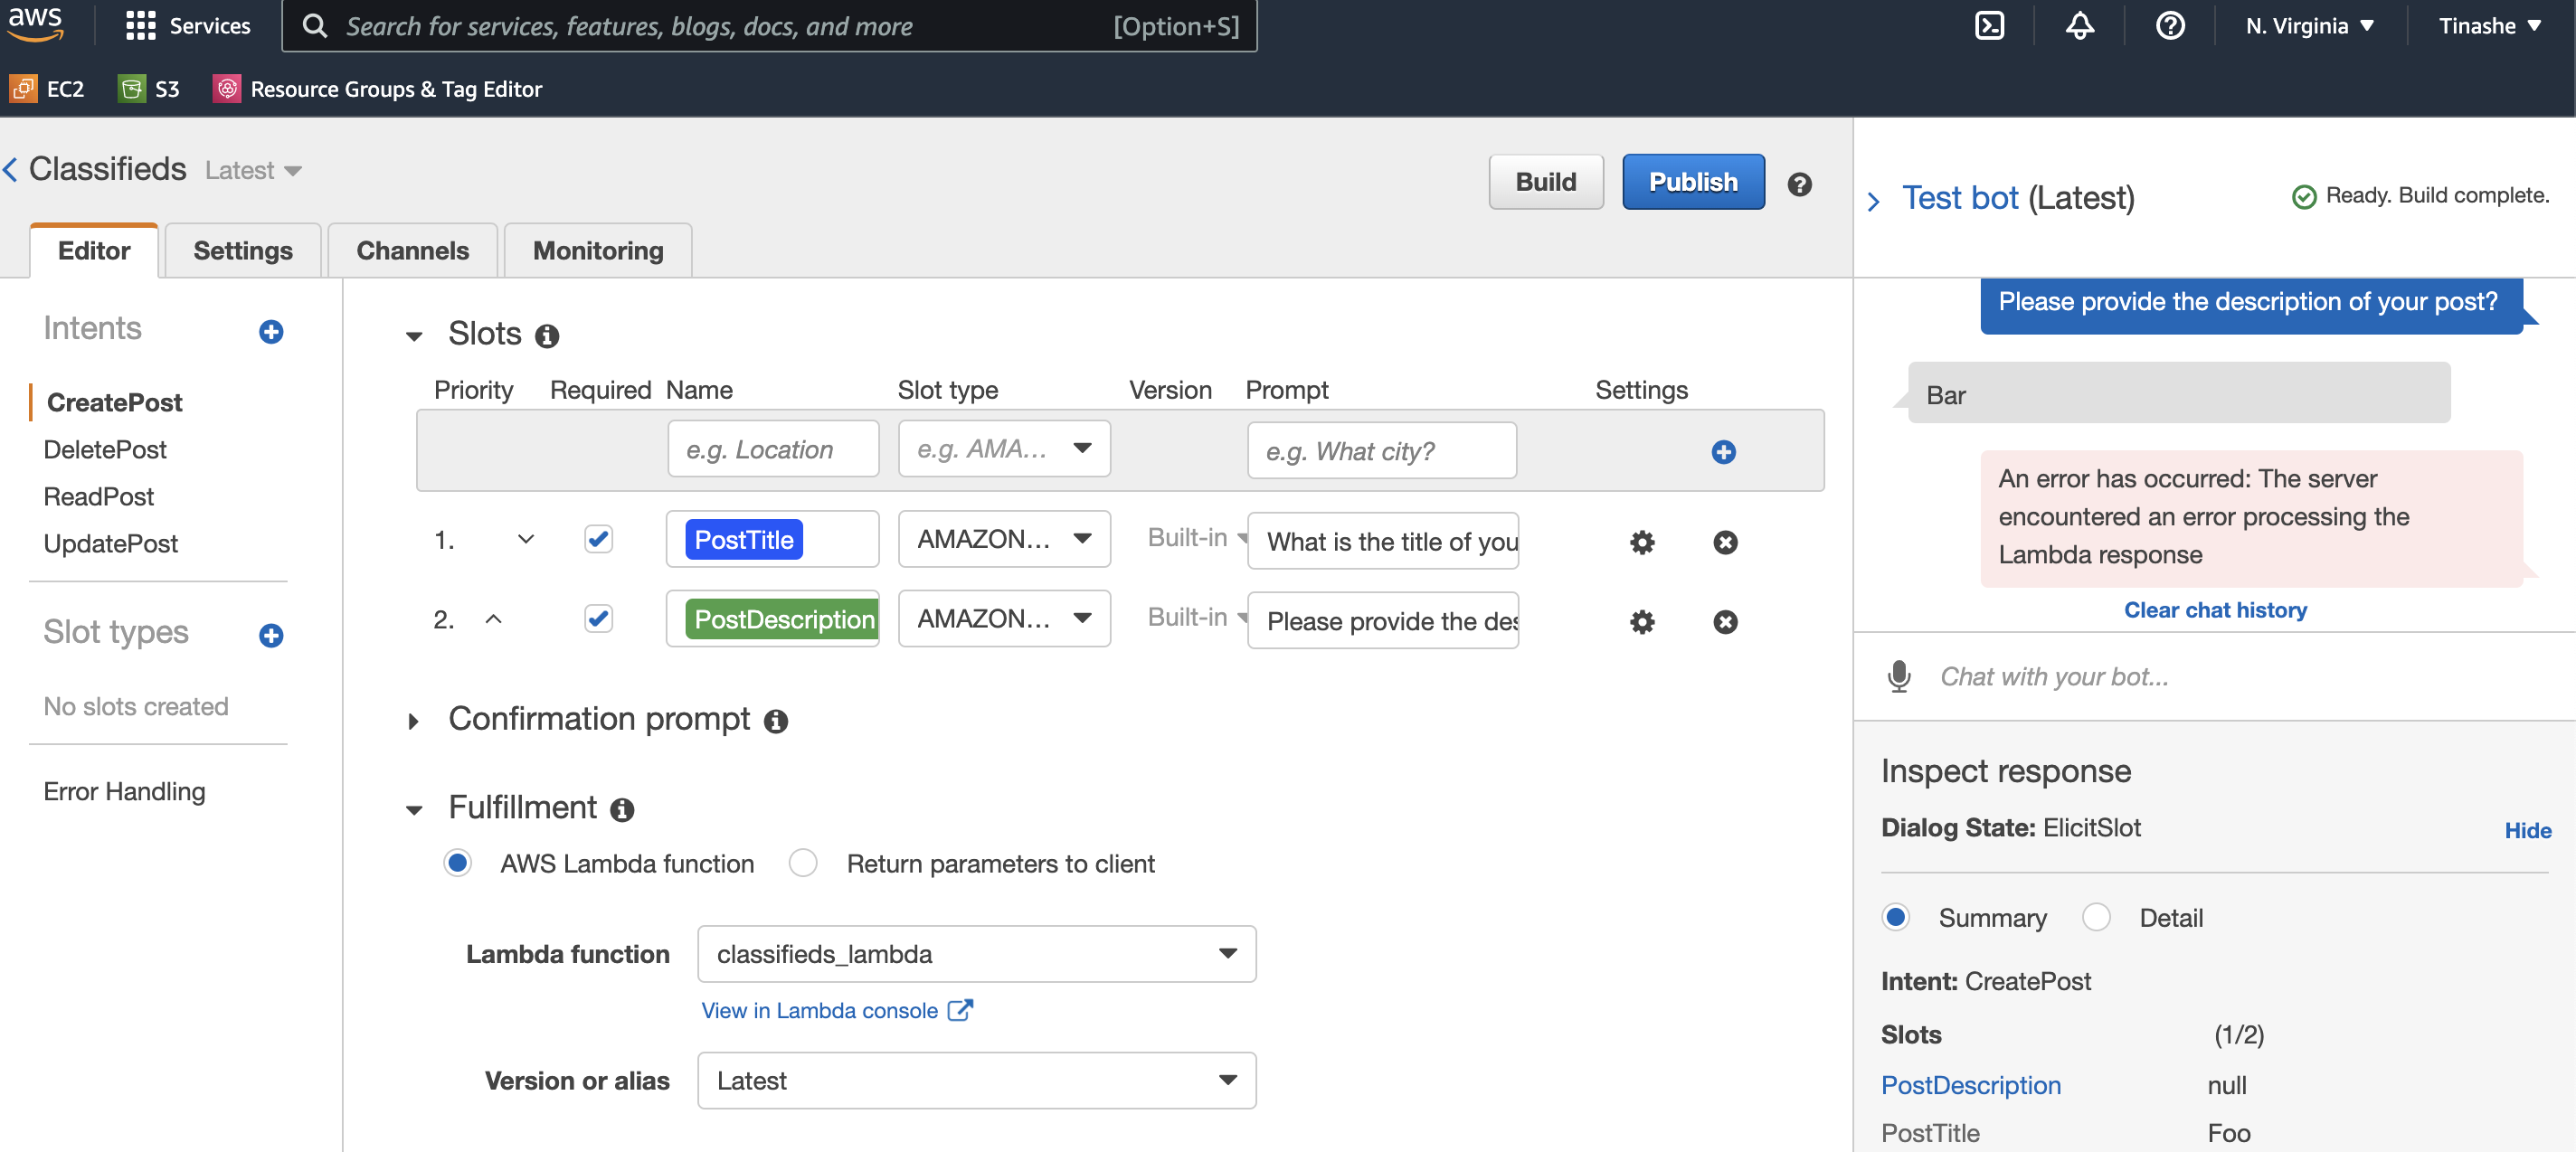 aws
Services
Search for services, features, blogs, docs, and more
[Option+S]
N. Virginia
Tinashe
EC2
S3
Resource Groups & Tag Editor
Classifieds
Latest
Build
Publish
Editor
Settings
Channels
Monitoring
Intents
CreatePost
DeletePost
ReadPost
UpdatePost
Slot types
No slots created
Error Handling
Slots
Priority Required Name Slot type Version Prompt Settings
e.g. Location e.g. AMA... e.g. What city?
1. PostTitle AMAZON... Built-in What is the title of you
2. PostDescription AMAZON... Built-in Please provide the des
Confirmation prompt
Fulfillment
AWS Lambda function Return parameters to client
Lambda function classifieds_lambda
View in Lambda console
Version or alias Latest
Test bot (Latest)
Ready. Build complete.
Please provide the description of your post?
Bar
An error has occurred: The server
encountered an error processing the
Lambda response
Clear chat history
Chat with your bot...
Inspect response
Dialog State: ElicitSlot
Hide
Summary Detail
Intent: CreatePost
Slots (1/2)
PostDescription null
PostTitle Foo